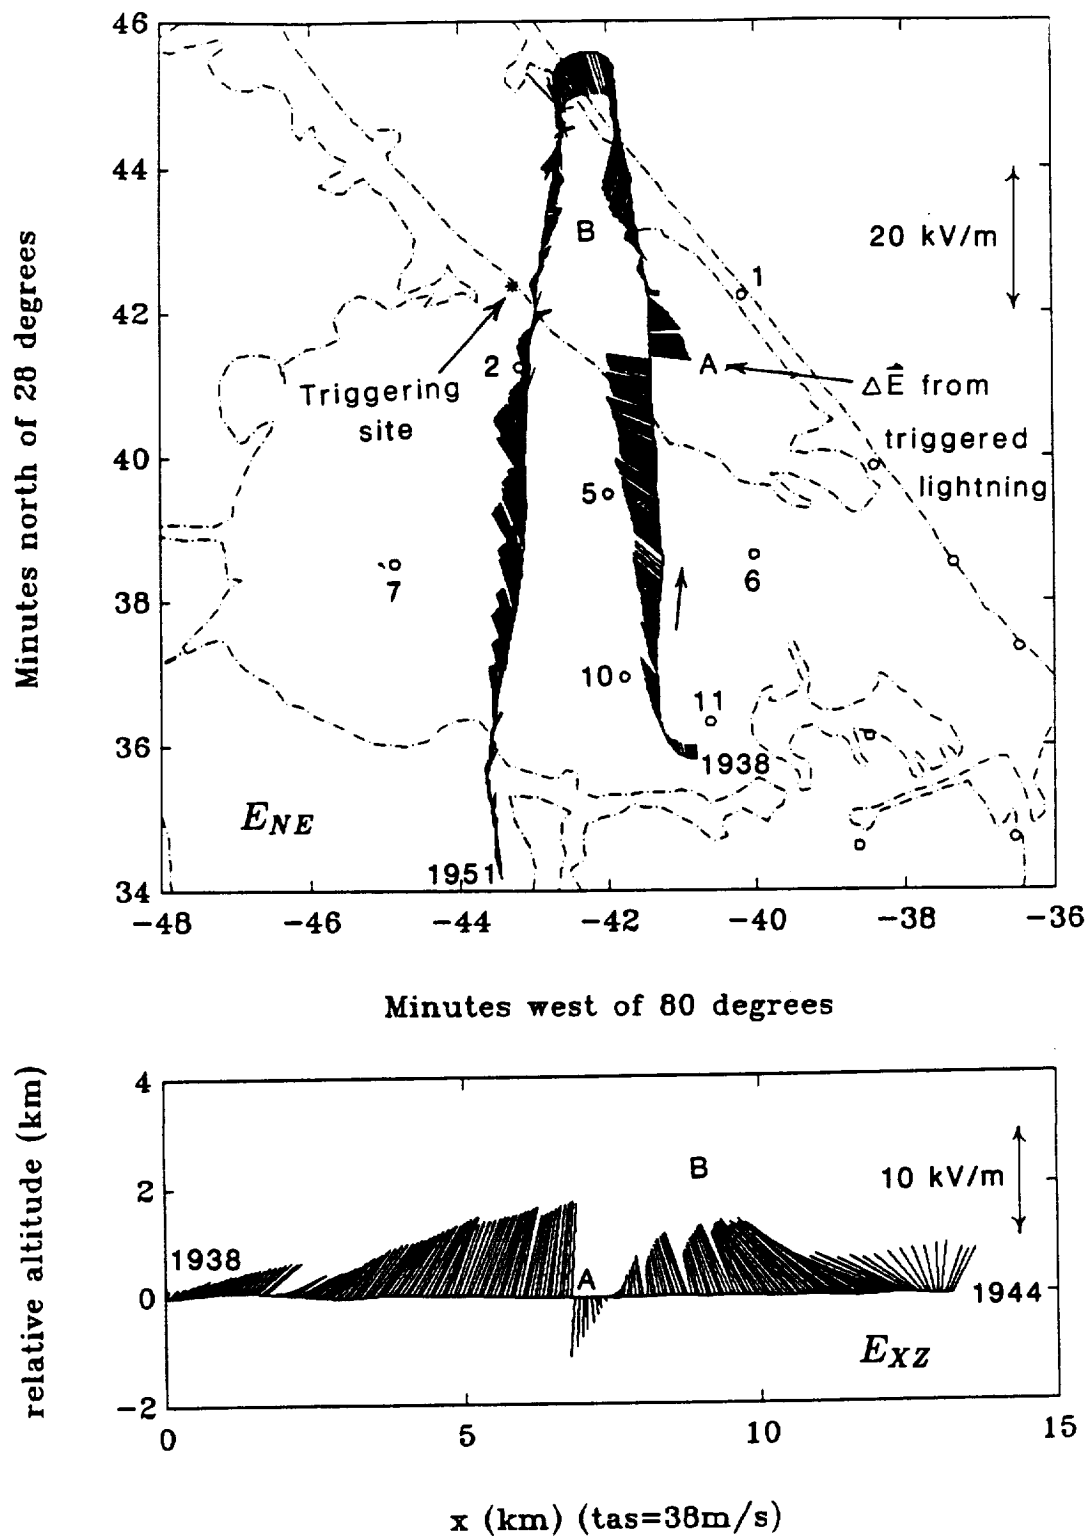 46
44
42
40
38
36
34
Minutes north of 28 degrees
B
20 kV/m
1
2
A
Triggering
site
ΔE⃗ from
triggered
lightning
5
7
6
10
11
1938
E_NE
1951
-48
-46
-44
-42
-40
-38
-36
Minutes west of 80 degrees
4
2
0
-2
relative altitude (km)
B
10 kV/m
1938
A
1944
E_XZ
0
5
10
15
x (km) (tas=38m/s)